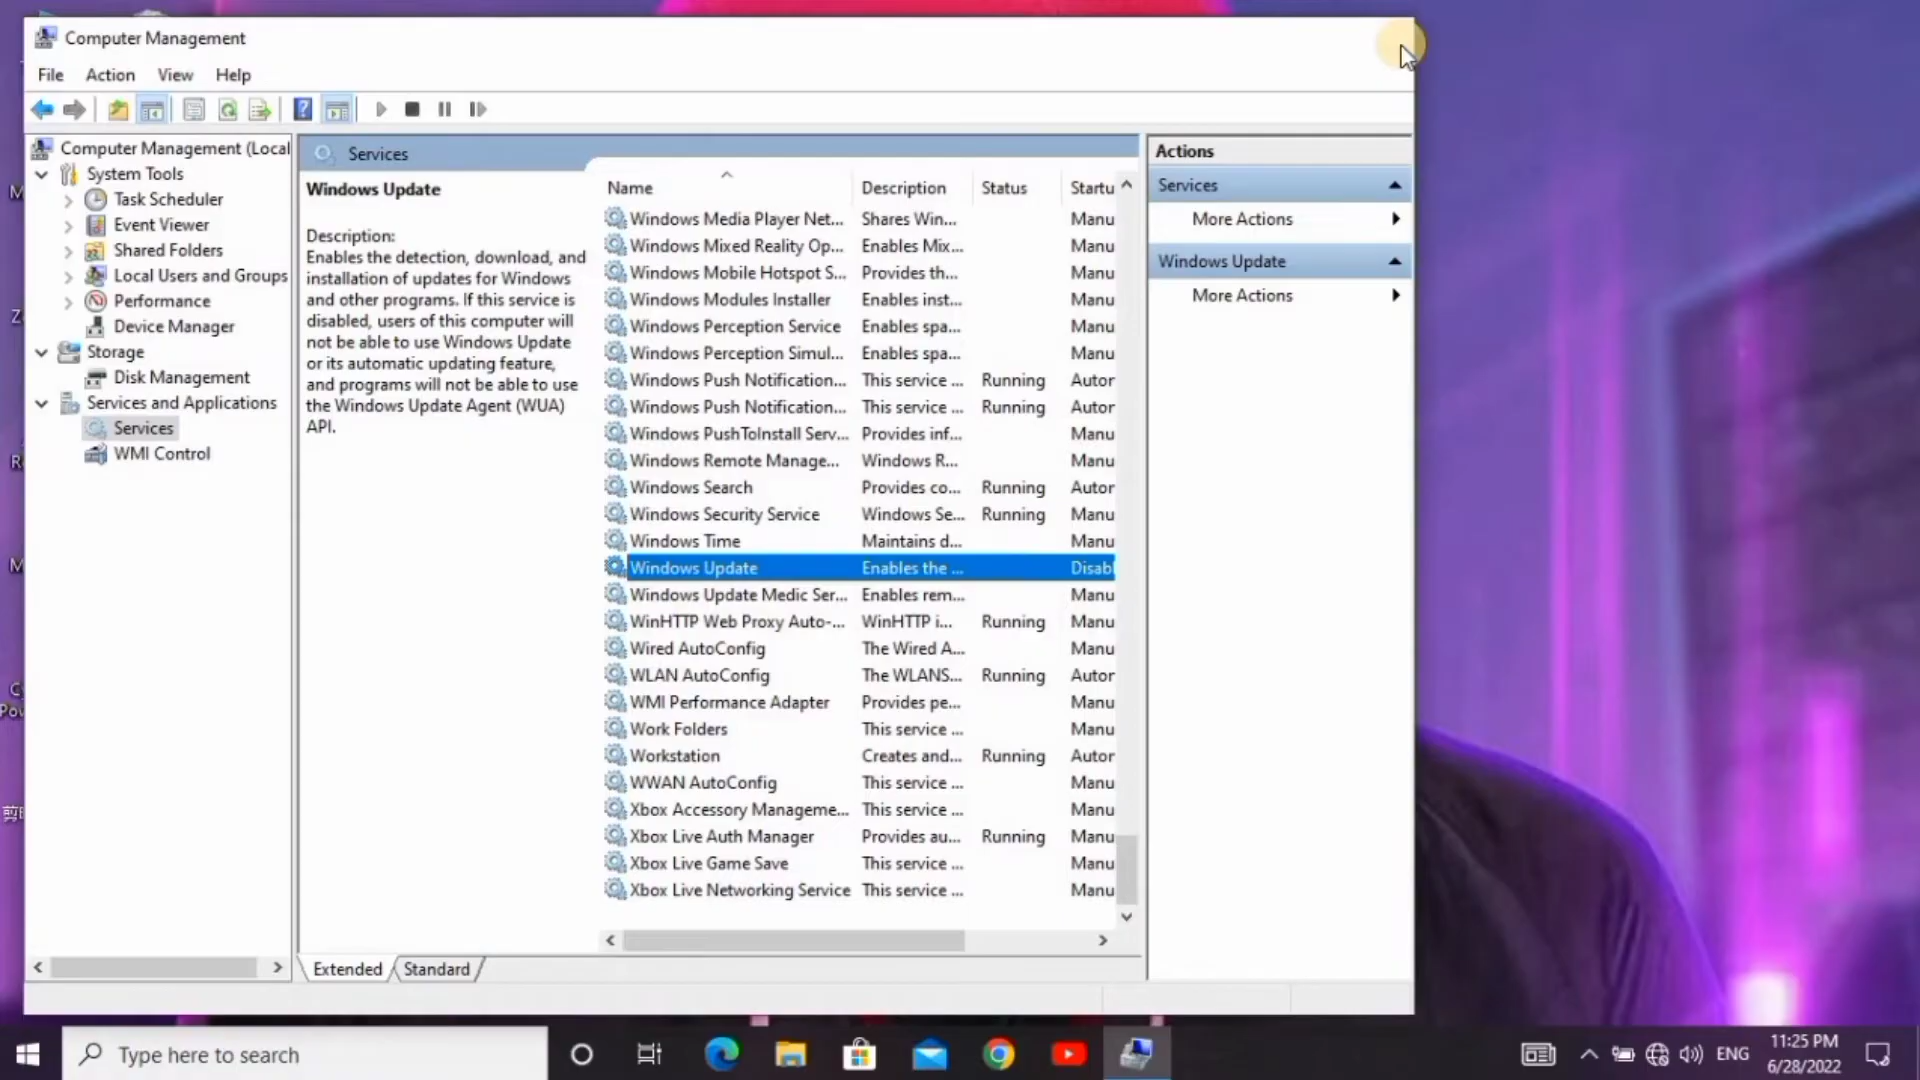 Computer Management
File Action View Help
Computer Management (Local
System Tools
Task Scheduler
Event Viewer
Shared Folders
Local Users and Groups
Performance
Device Manager
Storage
Disk Management
Services and Applications
Services
WMI Control
Services
Windows Update
Description:
Enables the detection, download, and
installation of updates for Windows
and other programs. If this service is
disabled, users of this computer will
not be able to use Windows Update
or its automatic updating feature,
and programs will not be able to use
the Windows Update Agent (WUA)
API.
Name Description Status Startu
Windows Media Player Net... Shares Win... Manu
Windows Mixed Reality Op... Enables Mix... Manu
Windows Mobile Hotspot S... Provides th... Manu
Windows Modules Installer Enables inst... Manu
Windows Perception Service Enables spa... Manu
Windows Perception Simul... Enables spa... Manu
Windows Push Notification... This service ... Running Autor
Windows Push Notification... This service ... Running Autor
Windows PushToInstall Serv... Provides inf... Manu
Windows Remote Manage... Windows R... Manu
Windows Search Provides co... Running Autor
Windows Security Service Windows Se... Running Manu
Windows Time Maintains d... Manu
Windows Update Enables the ... Disabl
Windows Update Medic Ser... Enables rem... Manu
WinHTTP Web Proxy Auto-... WinHTTP i... Running Manu
Wired AutoConfig The Wired A... Manu
WLAN AutoConfig The WLANS... Running Autor
WMI Performance Adapter Provides pe... Manu
Work Folders This service ... Manu
Workstation Creates and... Running Autor
WWAN AutoConfig This service ... Manu
Xbox Accessory Manageme... This service ... Manu
Xbox Live Auth Manager Provides au... Running Manu
Xbox Live Game Save This service ... Manu
Xbox Live Networking Service This service ... Manu
Extended Standard
Actions
Services
More Actions
Windows Update
More Actions
Type here to search
ENG
11:25 PM
6/28/2022